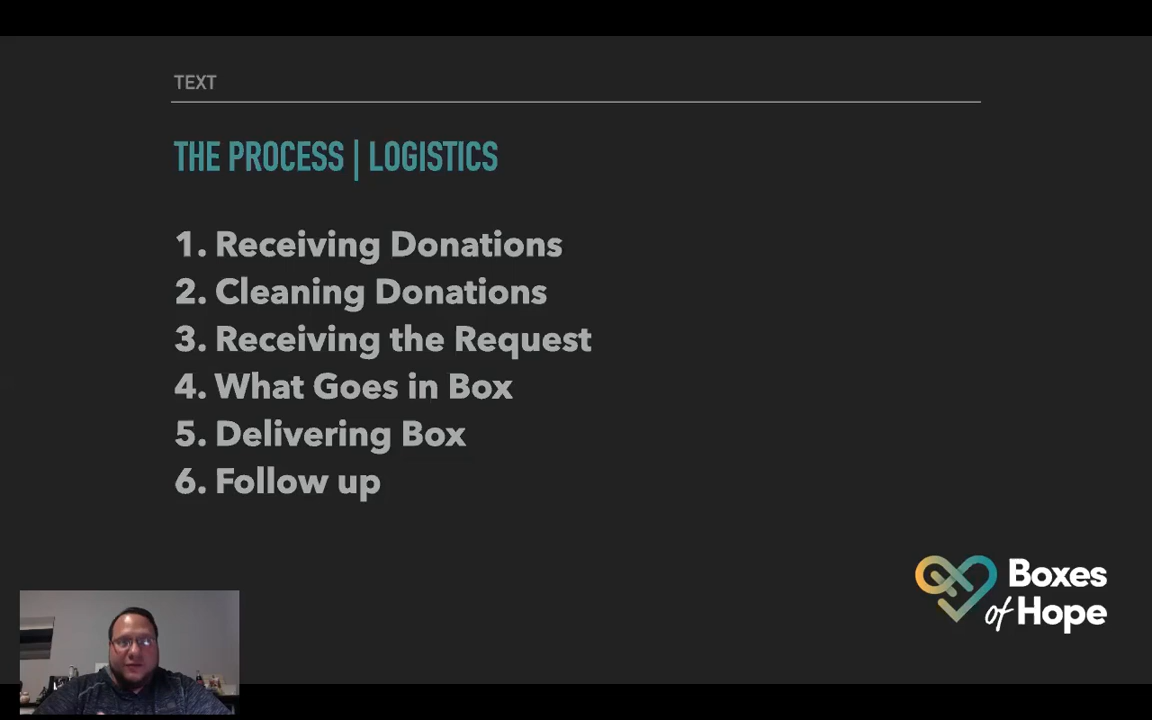 TEXT
THE PROCESS | LOGISTICS
1. Receiving Donations
2. Cleaning Donations
3. Receiving the Request
4. What Goes in Box
5. Delivering Box
6. Follow up
Boxes
of Hope